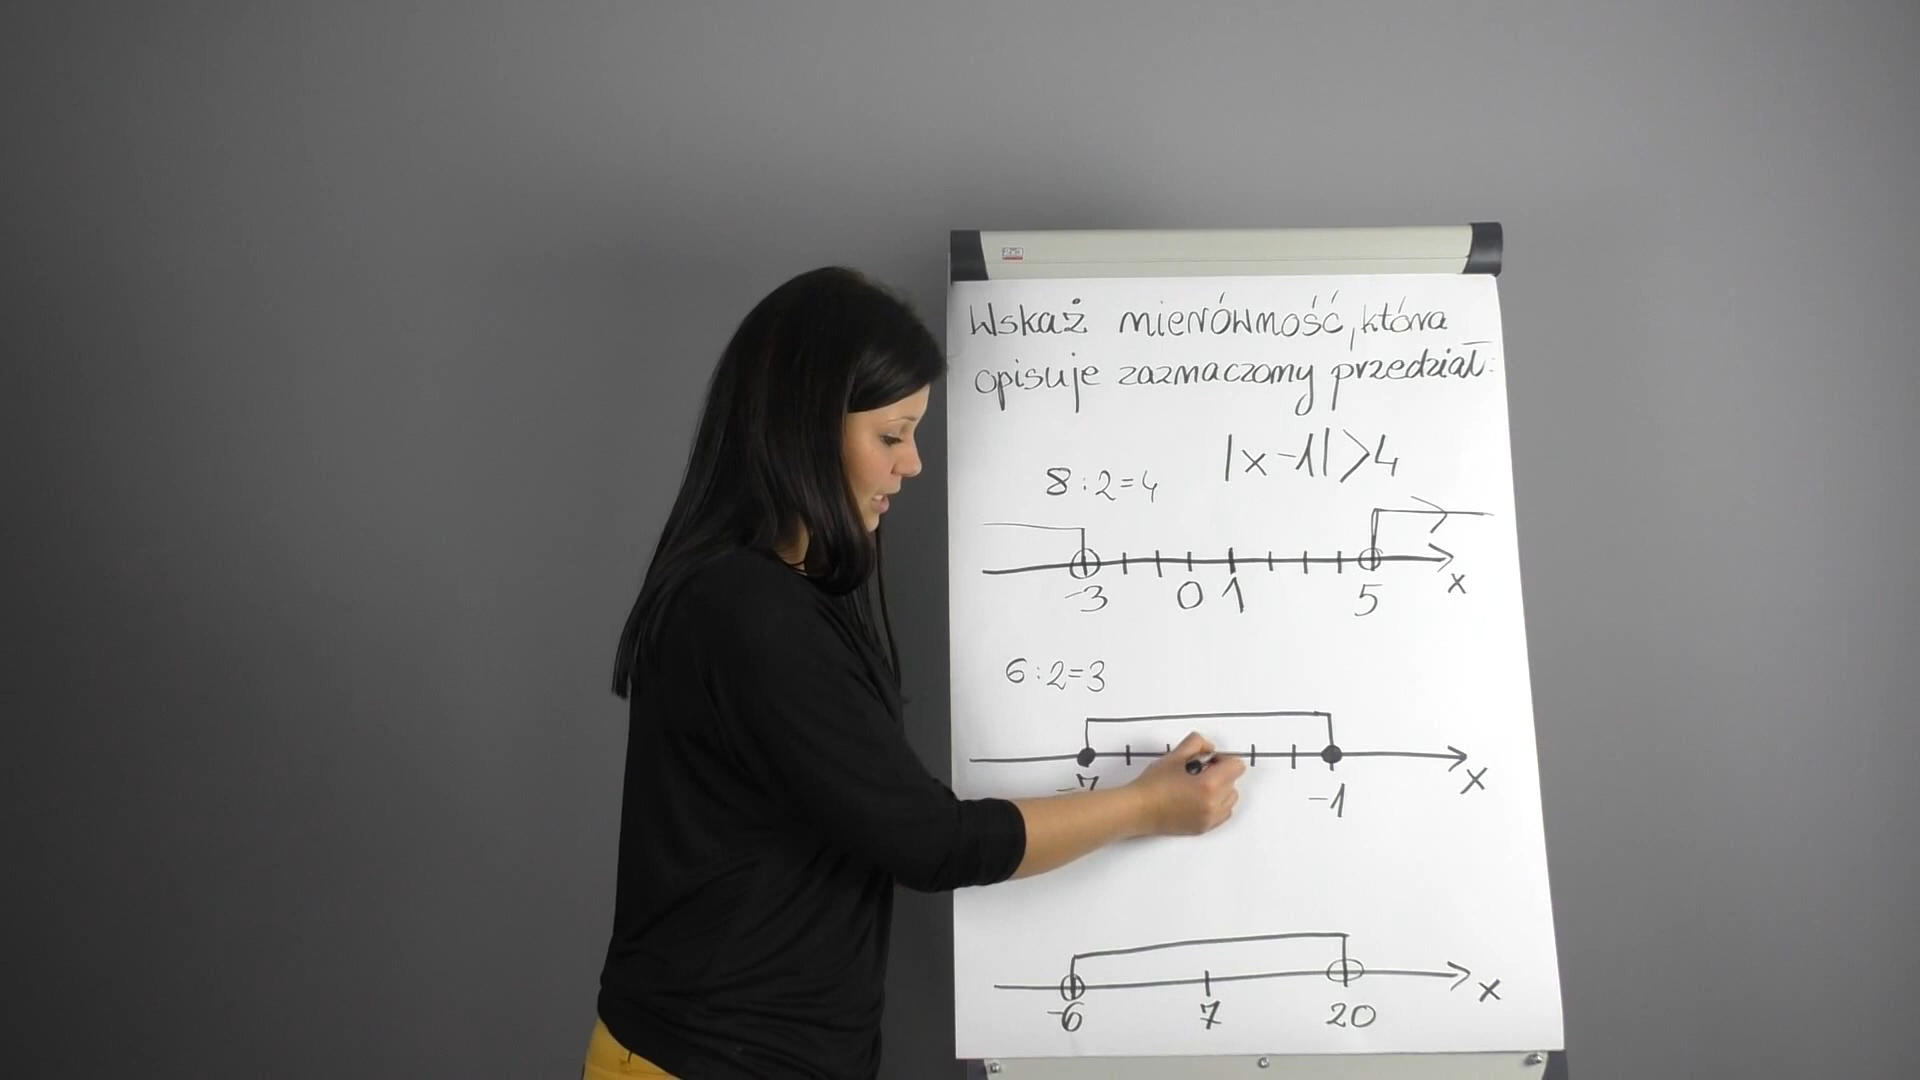 Wskaż nierówność, która
opisuje zaznaczony przedział:
|x-1|>4
8:2=4
-3 0 1 5 x
6:2=3
-7 -1 x
-6 7 20 x